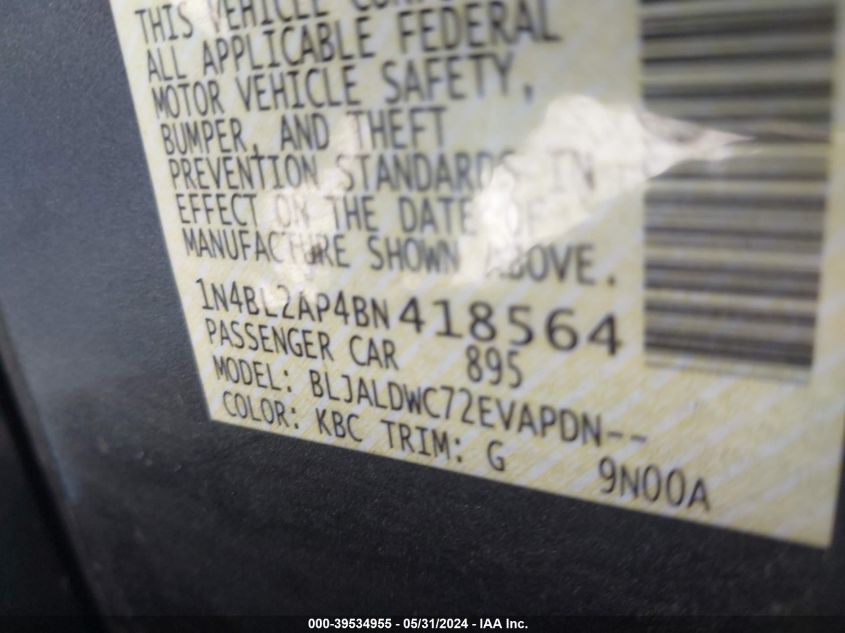 THIS VEHICLE
ALL APPLICABLE FEDERAL
MOTOR VEHICLE SAFETY,
BUMPER, AND THEFT
PREVENTION STANDARDS IN
EFFECT ON THE DATE OF
MANUFACTURE SHOWN ABOVE.
1N4BL2AP4BN418564
PASSENGER CAR 895
MODEL: BLJALDWC72EVAPDN--
COLOR: KBC TRIM: G 9N00A
000-39534955 - 05/31/2024 - IAA Inc.